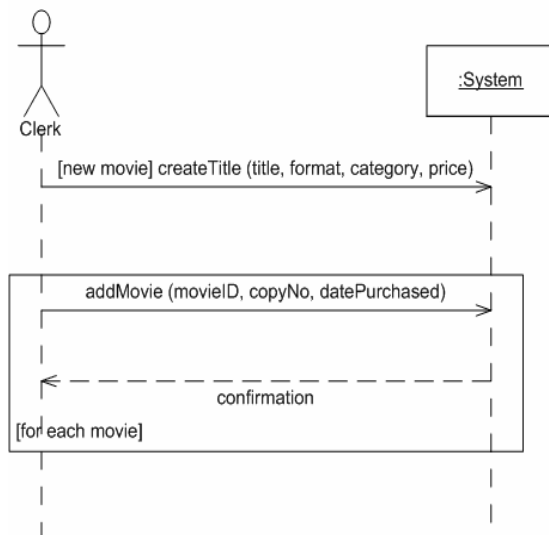 :System
Clerk
[new movie] createTitle (title, format, category, price)
addMovie (movieID, copyNo, datePurchased)
confirmation
[for each movie]